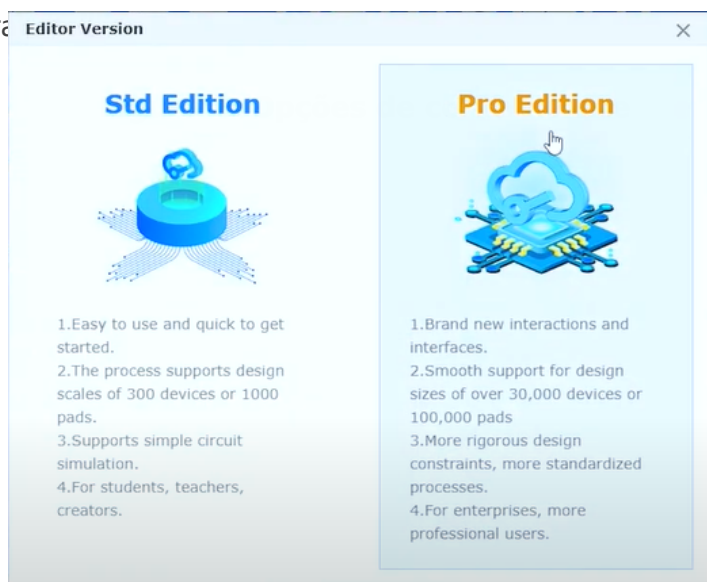 Editor Version
Std Edition
1.Easy to use and quick to get
started.
2.The process supports design
scales of 300 devices or 1000
pads.
3.Supports simple circuit
simulation.
4.For students, teachers,
creators.
Pro Edition
1.Brand new interactions and
interfaces.
2.Smooth support for design
sizes of over 30,000 devices or
100,000 pads
3.More rigorous design
constraints, more standardized
processes.
4.For enterprises, more
professional users.